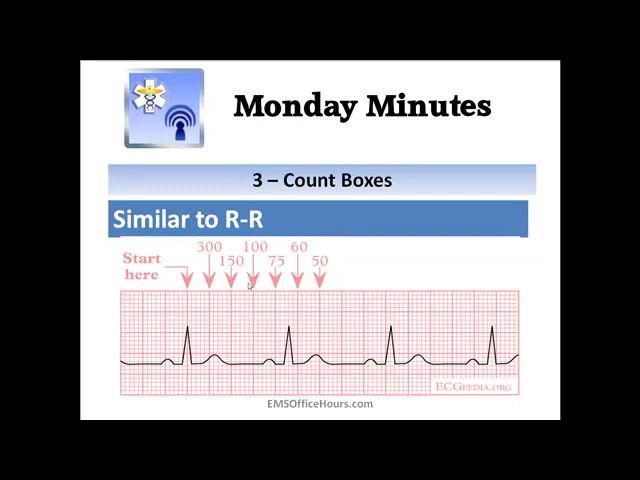 Monday Minutes
3 – Count Boxes
Similar to R-R
300 100 60
Start here
150 75 50
ECGPEDIA.ORG
EMSOfficeHours.com